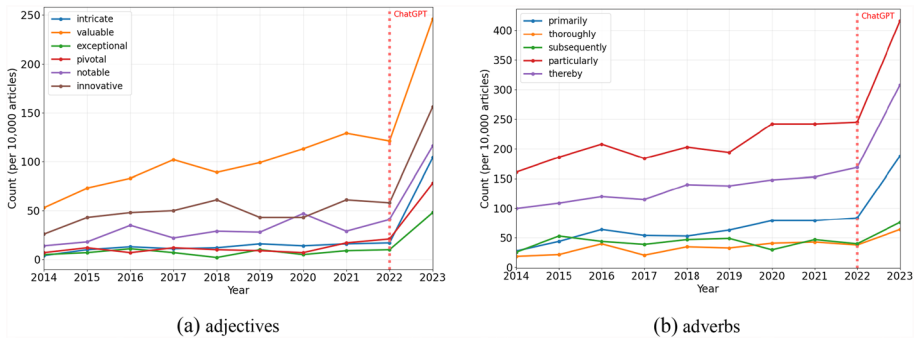 250
200
150
100
50
0
Count (per 10,000 articles)
intricate
valuable
exceptional
pivotal
notable
innovative
ChatGPT
2014 2015 2016 2017 2018 2019 2020 2021 2022 2023
Year
(a) adjectives
400
350
300
250
200
150
100
50
0
Count (per 10,000 articles)
primarily
thoroughly
subsequently
particularly
thereby
ChatGPT
2014 2015 2016 2017 2018 2019 2020 2021 2022 2023
Year
(b) adverbs